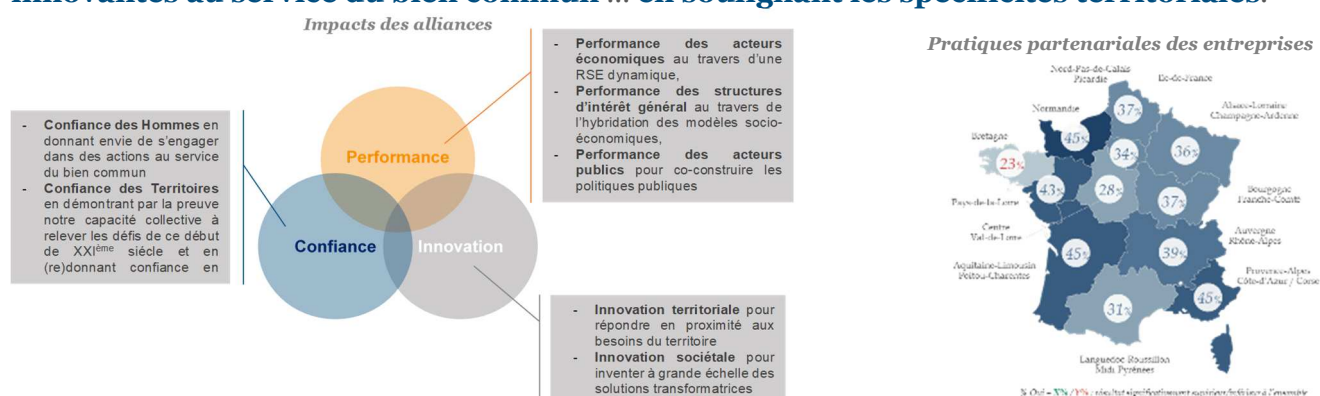 innovantes au service du bien commun ... en soulignant les spécificités territoriales.
Impacts des alliances
- Performance des acteurs
économiques au travers d'une
RSE dynamique,
- Performance des structures
d'intérêt général au travers de
l'hybridation des modèles socio-
économiques,
- Performance des acteurs
publics pour co-construire les
politiques publiques
- Confiance des Hommes en
donnant envie de s'engager
dans des actions au service
du bien commun
- Confiance des Territoires
en démontrant par la preuve
notre capacité collective à
relever les défis de ce début
de XXIème siécle et en
(re)donnant confiance en
Performance
Confiance
Innovation
- Innovation territoriale pour
répondre en proximité aux
besoins du territoire
- Innovation sociétale pour
inventer à grande échelle des
solutions transformatrices
Pratiques partenariales des entreprises
Nord-Pas-de-Calais
Picardie
Ile-de-France
Normandie
Alsace-Lorraine
Champagne-Ardenne
Bretagne
37%
45%
34%
36%
23%
43%
28%
37%
Pays-de-la-Loire
Bourgogne
Franche-Comté
Centre
Val-de-Loire
Auvergne
Rhône-Alpes
Aquitaine-Limousin
Poitou-Charentes
45%
39%
Provence-Alpes
Côte-d'Azur / Corse
45%
31%
Languedoc Roussillon
Midi Pyrénées
% Oui - : résultat significativement supérieur/inférieur à l'ensemble